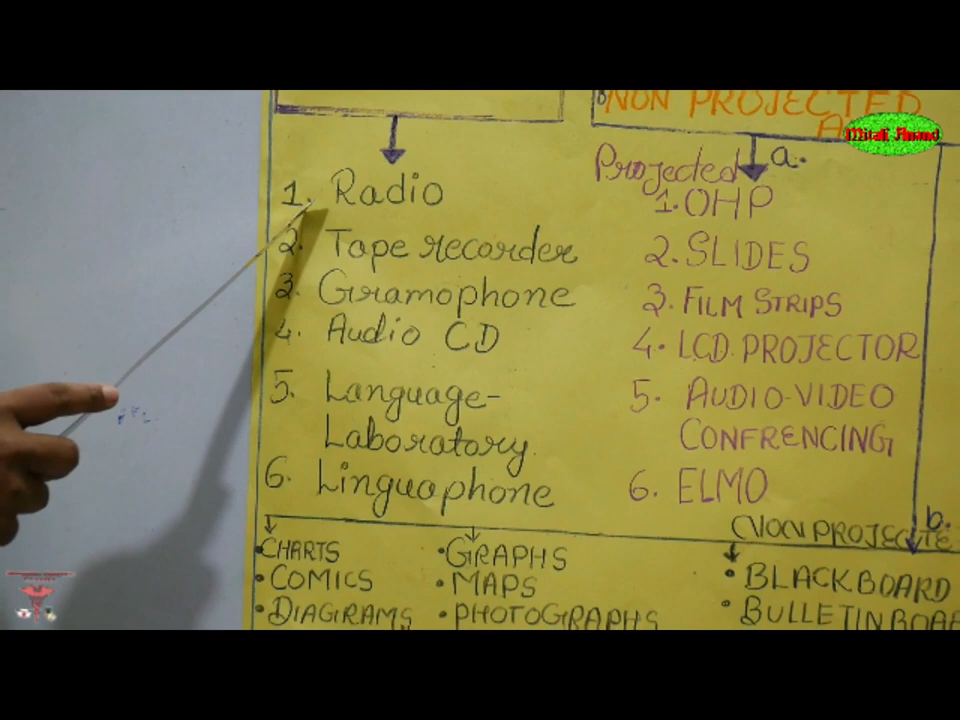 NON PROJECTED
Mitali Anand
1. Radio
2. Tape recorder
3. Gramophone
4. Audio CD
5. Language-
Laboratory
6. Linguaphone
a.
Projected
1. OHP
2. SLIDES
3. FILM STRIPS
4. LCD PROJECTOR
5. AUDIO-VIDEO
CONFRENCING
6. ELMO
b.
• CHARTS
• COMICS
• DIAGRAMS
• GRAPHS
• MAPS
• PHOTOGRAPHS
• BLACKBOARD